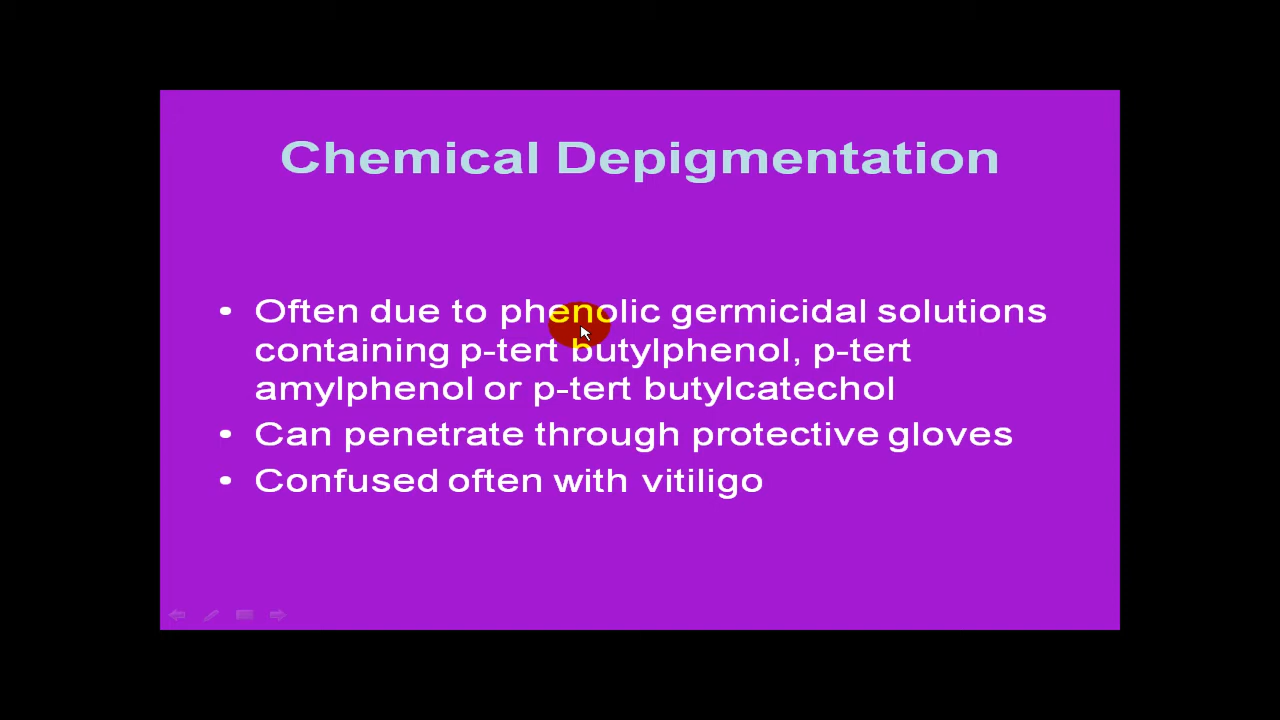 Chemical Depigmentation
• Often due to phenolic germicidal solutions
containing p-tert butylphenol, p-tert
amylphenol or p-tert butylcatechol
• Can penetrate through protective gloves
• Confused often with vitiligo